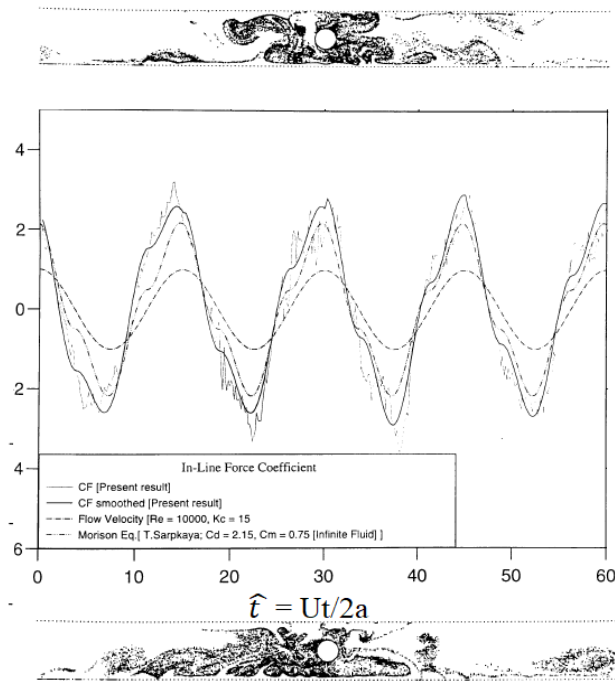 4
2
0
2
4
6
In-Line Force Coefficient
CF [Present result]
CF smoothed [Present result]
Flow Velocity [Re = 10000, Kc = 15
Morison Eq.[ T.Sarpkaya; Cd = 2.15, Cm = 0.75 [Infinite Fluid] ]
0 10 20 30 40 50 60
t̂ = Ut/2a